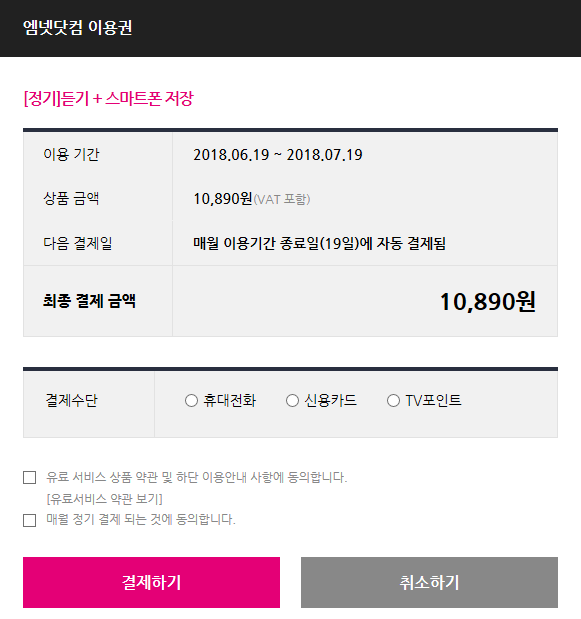 엠넷닷컴 이용권
[정기]듣기 + 스마트폰 저장
이용 기간 2018.06.19 ~ 2018.07.19
상품 금액 10,890원(VAT 포함)
다음 결제일 매월 이용기간 종료일(19일)에 자동 결제됨
최종 결제 금액 10,890원
결제수단 휴대전화 신용카드 TV포인트
유료 서비스 상품 약관 및 하단 이용안내 사항에 동의합니다.
[유료서비스 약관 보기]
매월 정기 결제 되는 것에 동의합니다.
결제하기 취소하기